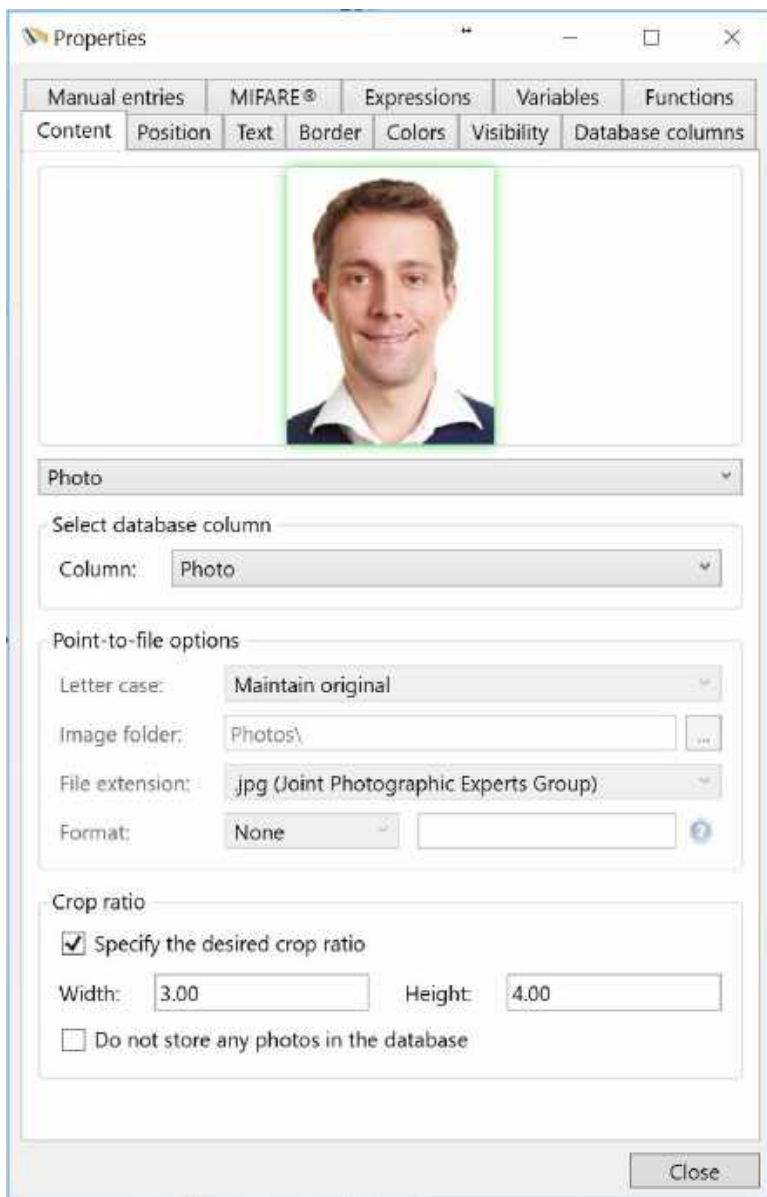 Properties
Manual entries MIFARE® Expressions Variables Functions
Content Position Text Border Colors Visibility Database columns
Photo
Select database column
Column: Photo
Point-to-file options
Letter case: Maintain original
Image folder: Photos\ ...
File extension: .jpg (Joint Photographic Experts Group)
Format: None ?
Crop ratio
Specify the desired crop ratio
Width: 3.00 Height: 4.00
Do not store any photos in the database
Close